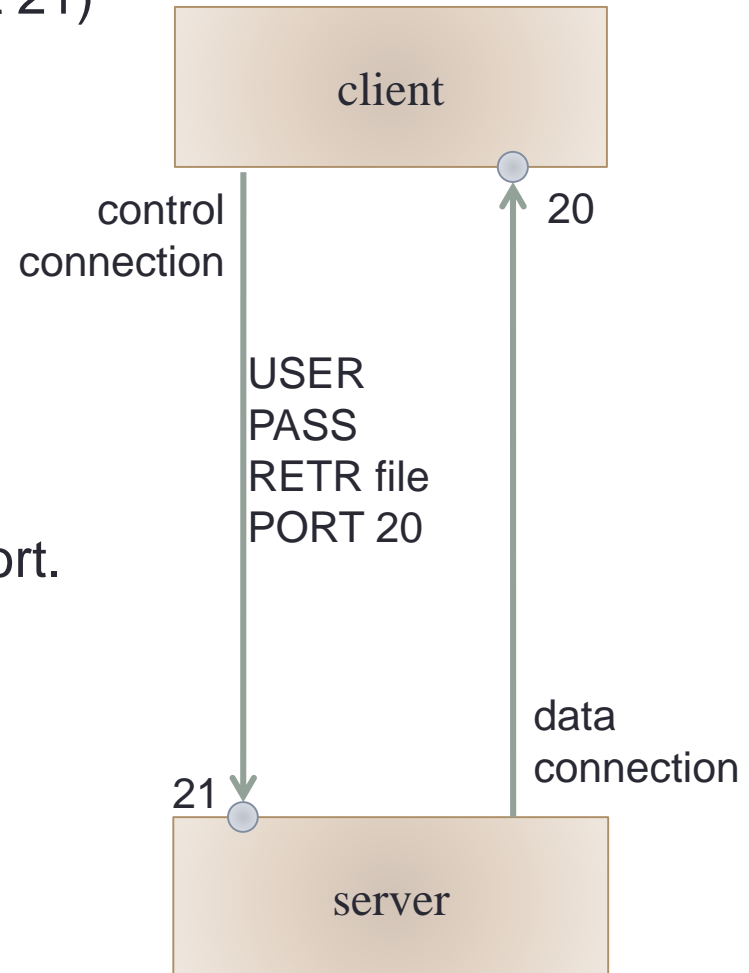 21)
client
control
connection
20
USER
PASS
RETR file
PORT 20
ort.
data
connection
21
server